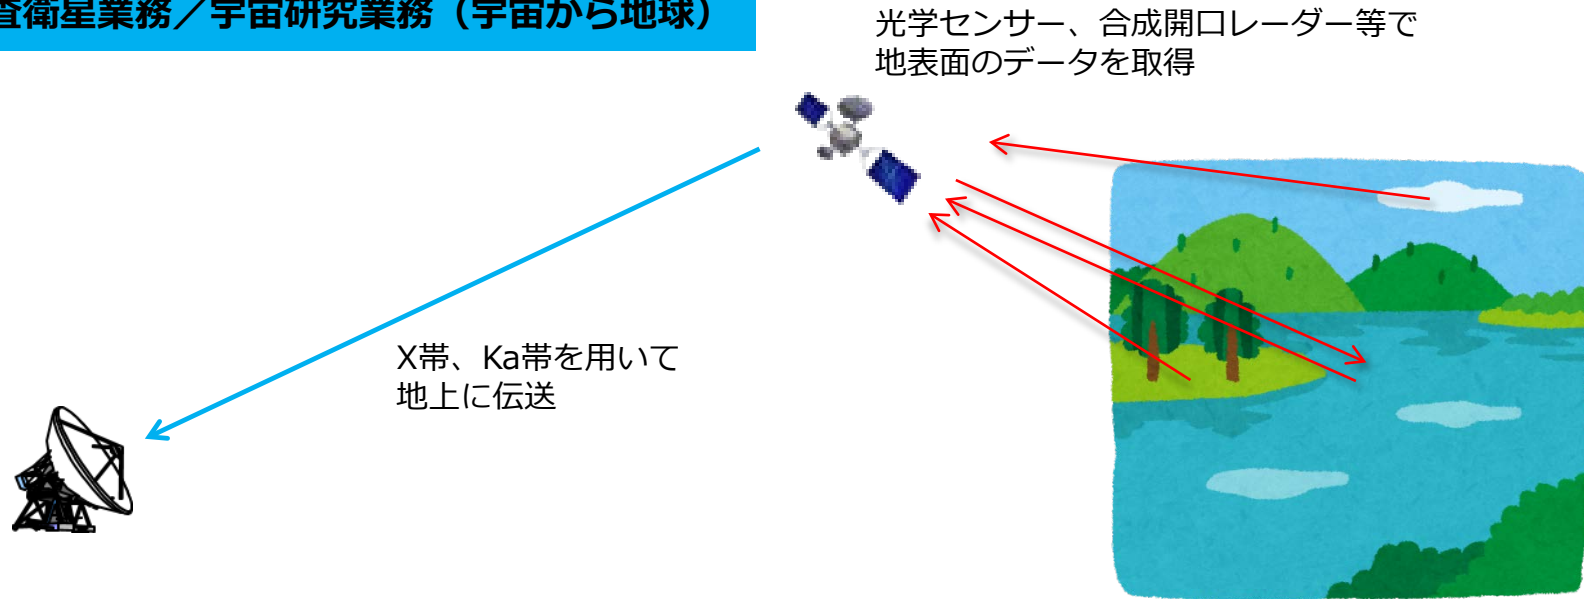 査衛星業務／宇宙研究業務（宇宙から地球）
光学センサー、合成開口レーダー等で
地表面のデータを取得
X帯、Ka帯を用いて
地上に伝送